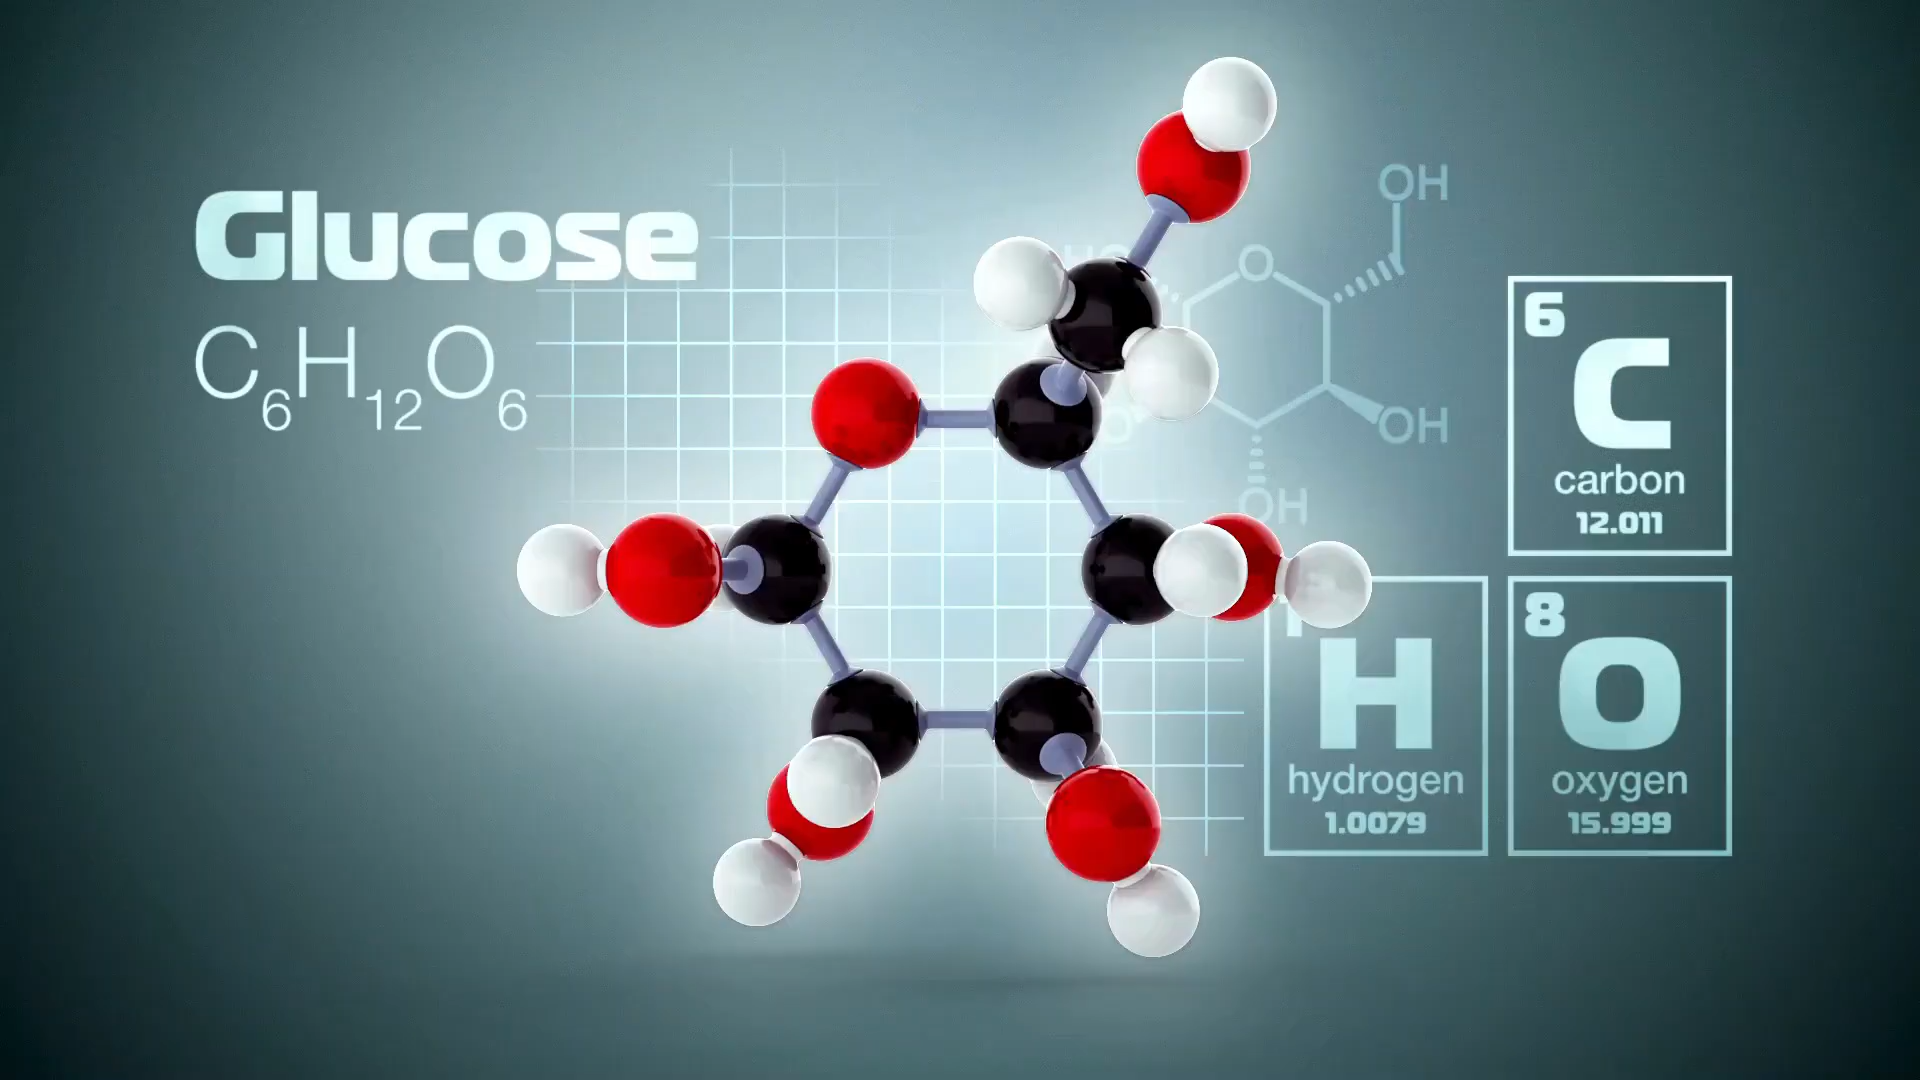 Glucose
C6H12O6
OH
O
OH
OH
6
C
carbon
12.011
H
hydrogen
1.0079
8
O
oxygen
15.999